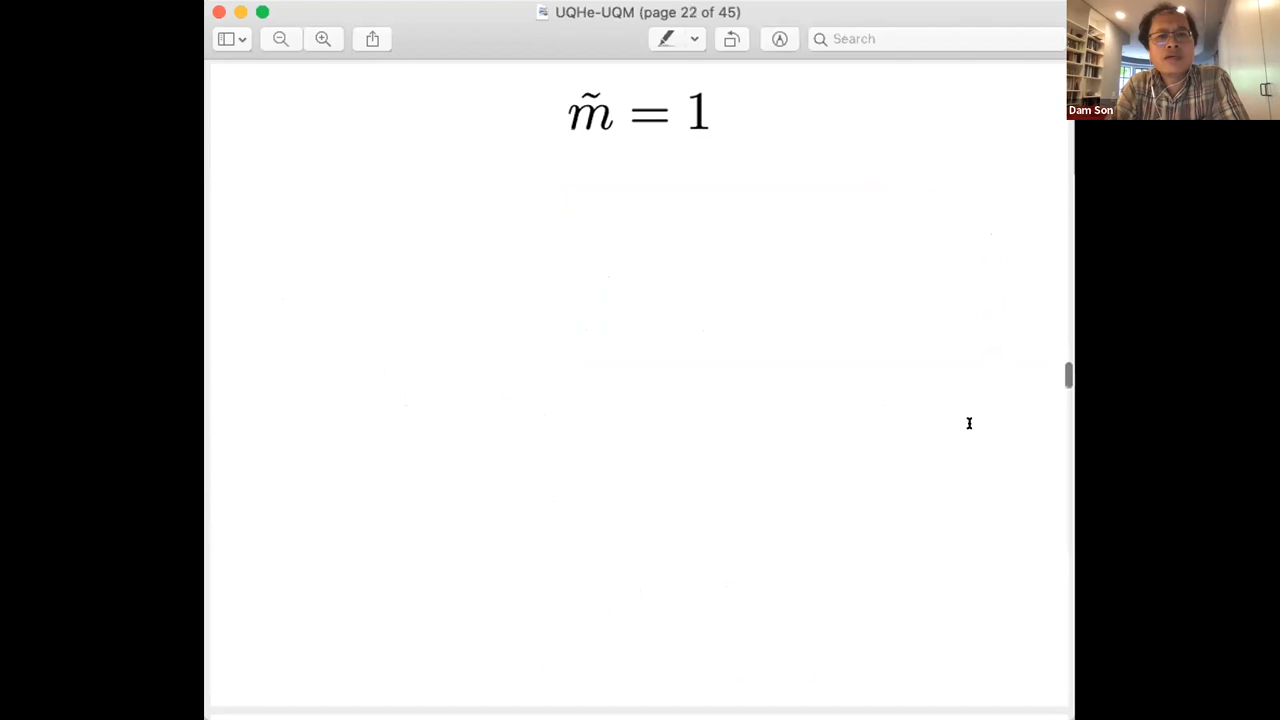 UQHe-UQM (page 22 of 45)
Search
m̃ = 1
Dam Son